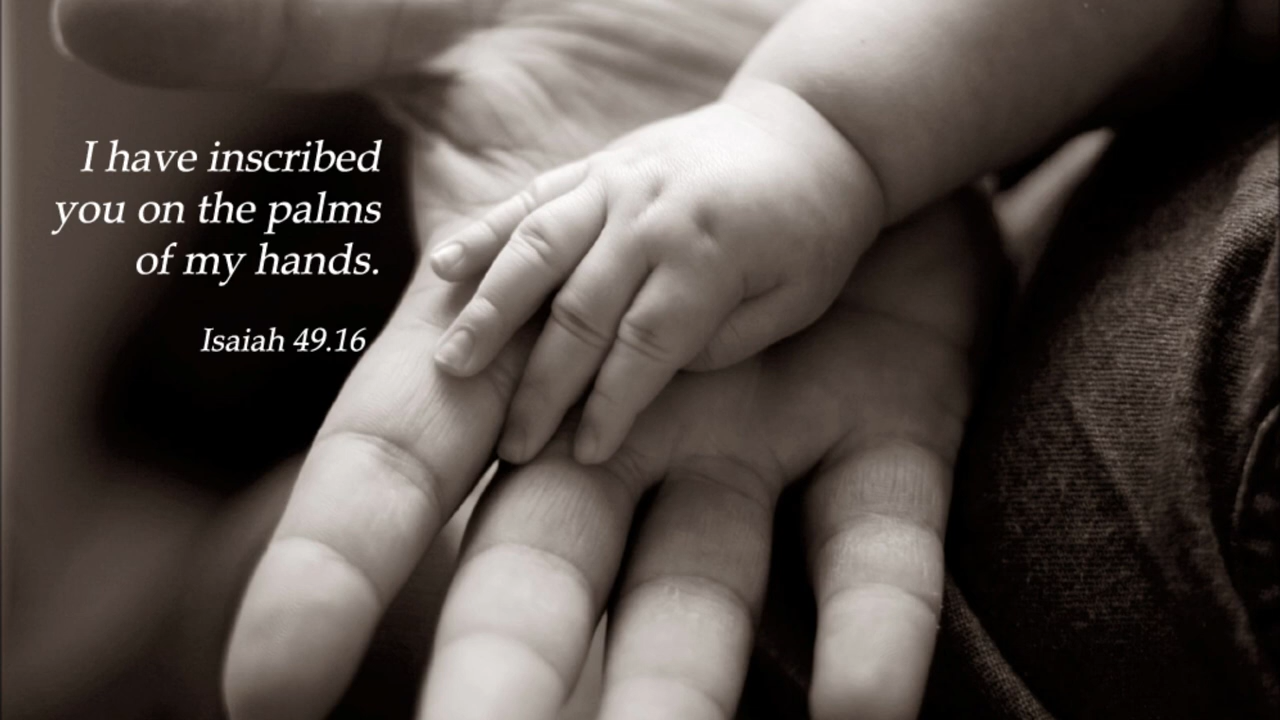 I have inscribed
you on the palms
of my hands.
Isaiah 49.16